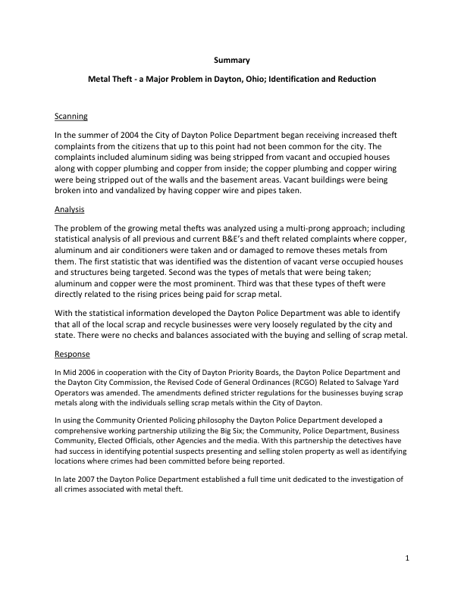 Summary
Metal Theft - a Major Problem in Dayton, Ohio; Identification and Reduction
Scanning
In the summer of 2004 the City of Dayton Police Department began receiving increased theft
complaints from the citizens that up to this point had not been common for the city. The
complaints included aluminum siding was being stripped from vacant and occupied houses
along with copper plumbing and copper from inside; the copper plumbing and copper wiring
were being stripped out of the walls and the basement areas. Vacant buildings were being
broken into and vandalized by having copper wire and pipes taken.
Analysis
The problem of the growing metal thefts was analyzed using a multi-prong approach; including
statistical analysis of all previous and current B&E's and theft related complaints where copper,
aluminum and air conditioners were taken and or damaged to remove theses metals from
them. The first statistic that was identified was the distention of vacant verse occupied houses
and structures being targeted. Second was the types of metals that were being taken;
aluminum and copper were the most prominent. Third was that these types of theft were
directly related to the rising prices being paid for scrap metal.
With the statistical information developed the Dayton Police Department was able to identify
that all of the local scrap and recycle businesses were very loosely regulated by the city and
state. There were no checks and balances associated with the buying and selling of scrap metal.
Response
In Mid 2006 in cooperation with the City of Dayton Priority Boards, the Dayton Police Department and
the Dayton City Commission, the Revised Code of General Ordinances (RCGO) Related to Salvage Yard
Operators was amended. The amendments defined stricter regulations for the businesses buying scrap
metals along with the individuals selling scrap metals within the City of Dayton.
In using the Community Oriented Policing philosophy the Dayton Police Department developed a
comprehensive working partnership utilizing the Big Six; the Community, Police Department, Business
Community, Elected Officials, other Agencies and the media. With this partnership the detectives have
had success in identifying potential suspects presenting and selling stolen property as well as identifying
locations where crimes had been committed before being reported.
In late 2007 the Dayton Police Department established a full time unit dedicated to the investigation of
all crimes associated with metal theft.
1